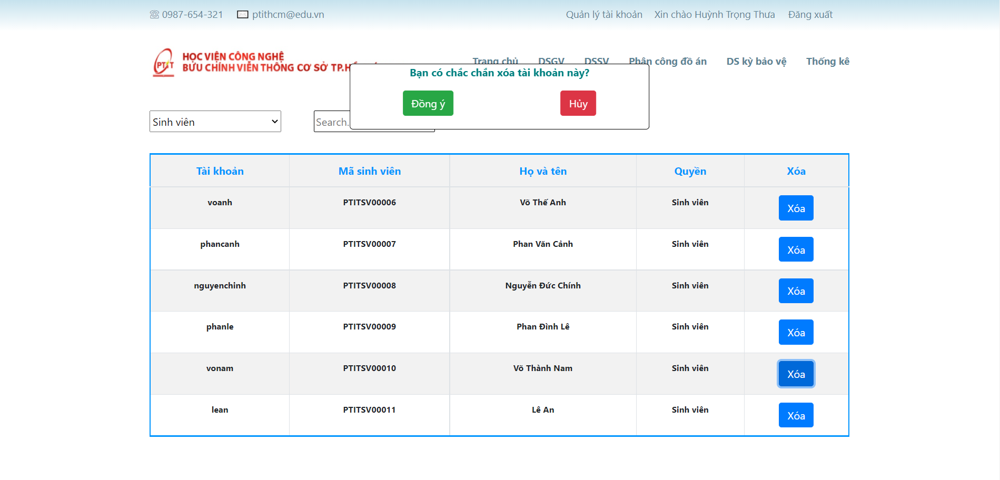 0987-654-321 ptithcm@edu.vn Quản lý tài khoản Xin chào Huỳnh Trọng Thưa Đăng xuất
PTIT HỌC VIỆN CÔNG NGHỆ
BƯU CHÍNH VIỄN THÔNG CƠ SỞ
Trang chủ DSGV DSSV Phân công đồ án DS kỳ bảo vệ Thống kê
Bạn có chắc chắn xóa tài khoản này?
Đồng ý Hủy
Sinh viên Search.
Tài khoản Mã sinh viên Họ và tên Quyền Xóa
voanh PTITSV00006 Võ Thế Anh Sinh viên Xóa
phancanh PTITSV00007 Phan Văn Cảnh Sinh viên Xóa
nguyenchinh PTITSV00008 Nguyễn Đức Chính Sinh viên Xóa
phanle PTITSV00009 Phan Đình Lê Sinh viên Xóa
vonam PTITSV00010 Võ Thành Nam Sinh viên Xóa
lean PTITSV00011 Lê An Sinh viên Xóa